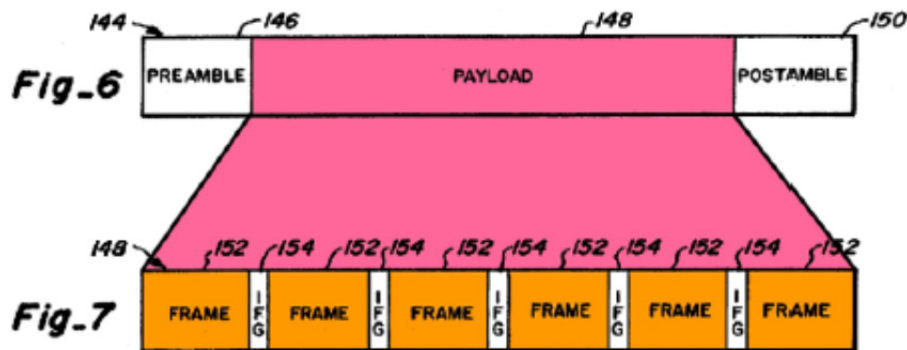 144 146 148 150
Fig_6 PREAMBLE PAYLOAD POSTAMBLE
148 152 154 152 154 152 154 152 154 152 154 152
Fig_7 FRAME IFG FRAME IFG FRAME IFG FRAME IFG FRAME IFG FRAME